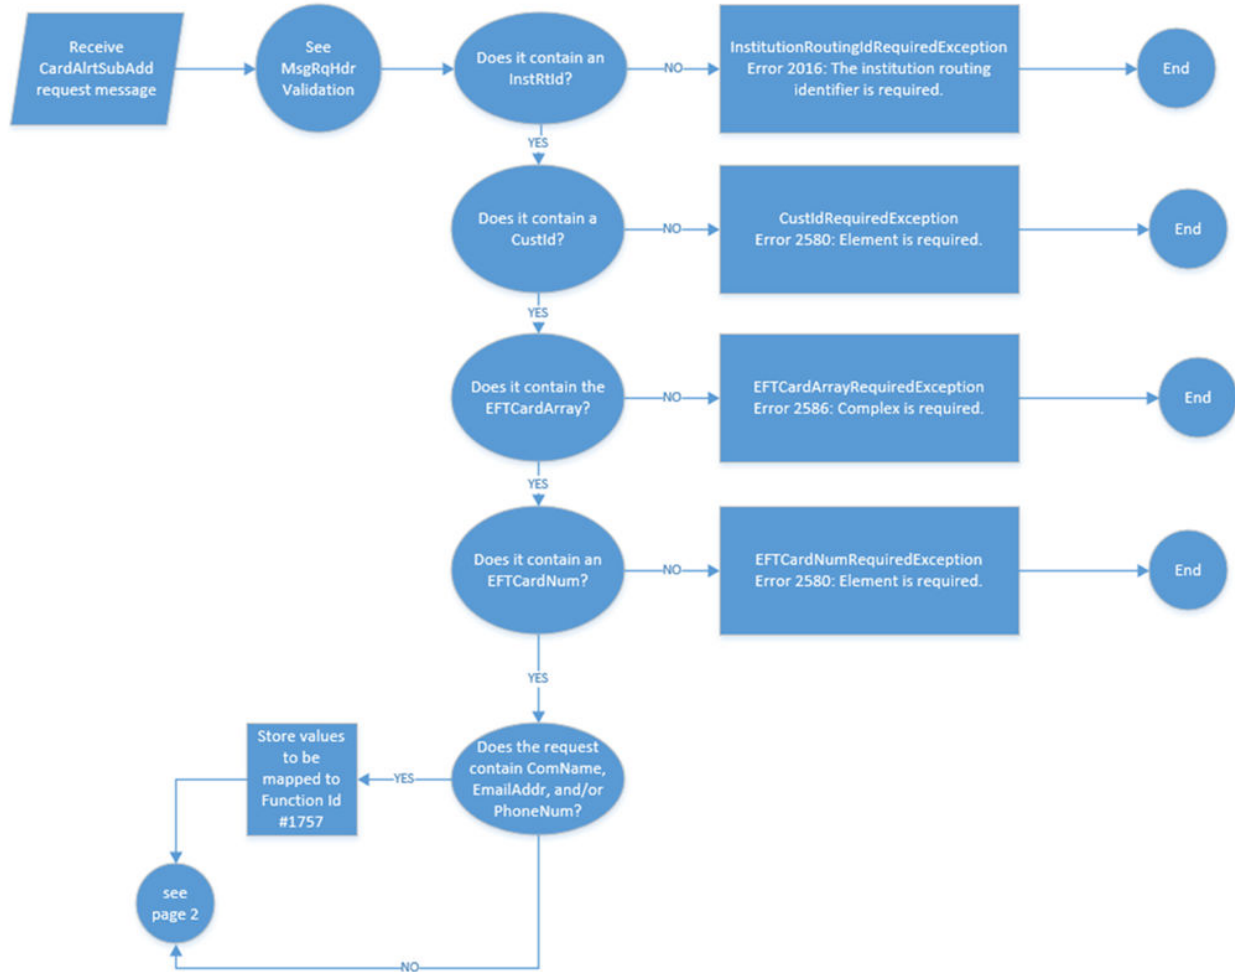 Receive
CardAlrtSubAdd
request message
See
MsgRqHdr
Validation
Does it contain an
InstRtId?
NO
InstitutionRoutingIdRequiredException
Error 2016: The institution routing
identifier is required.
End
YES
Does it contain a
CustId?
NO
CustIdRequiredException
Error 2580: Element is required.
End
YES
Does it contain the
EFTCardArray?
NO
EFTCardArrayRequiredException
Error 2586: Complex is required.
End
YES
Does it contain an
EFTCardNum?
NO
EFTCardNumRequiredException
Error 2580: Element is required.
End
YES
Does the request
contain ComName,
EmailAddr, and/or
PhoneNum?
YES
Store values
to be
mapped to
Function Id
#1757
see
page 2
NO